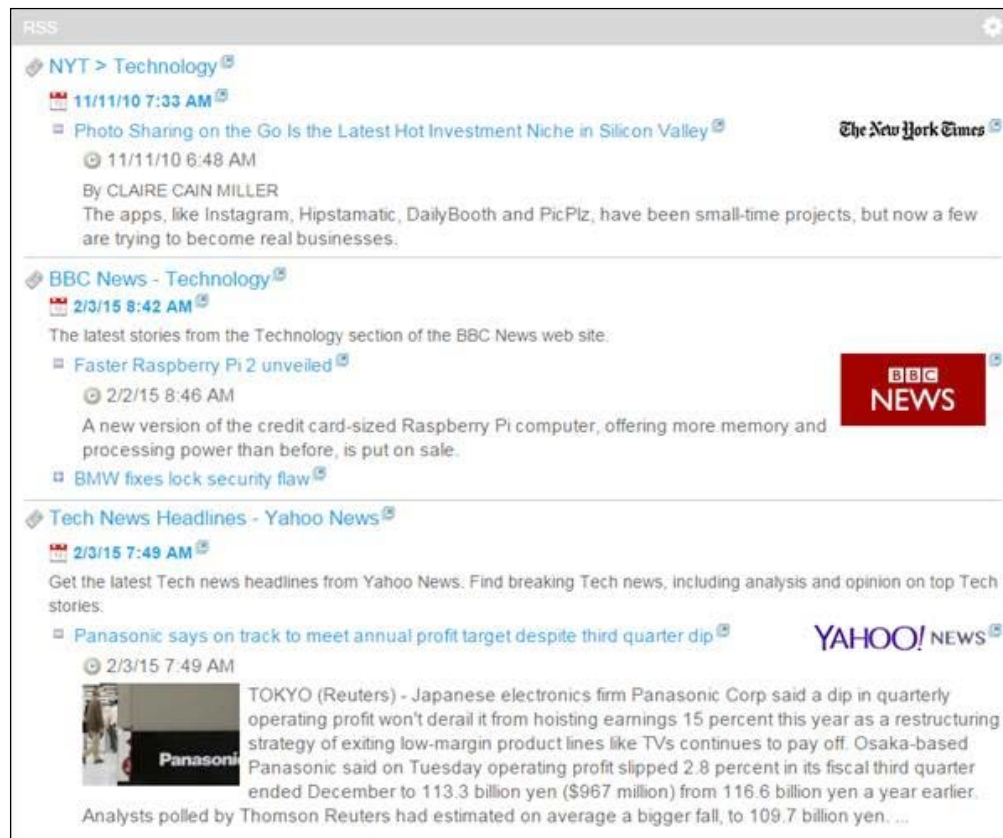 RSS
NYT > Technology
11/11/10 7:33 AM
Photo Sharing on the Go Is the Latest Hot Investment Niche in Silicon Valley
The New York Times
11/11/10 6:48 AM
By CLAIRE CAIN MILLER
The apps, like Instagram, Hipstamatic, DailyBooth and PicPlz, have been small-time projects, but now a few
are trying to become real businesses.
BBC News - Technology
2/3/15 8:42 AM
The latest stories from the Technology section of the BBC News web site.
Faster Raspberry Pi 2 unveiled
BBC
NEWS
2/2/15 8:46 AM
A new version of the credit card-sized Raspberry Pi computer, offering more memory and
processing power than before, is put on sale.
BMW fixes lock security flaw
Tech News Headlines - Yahoo News
2/3/15 7:49 AM
Get the latest Tech news headlines from Yahoo News. Find breaking Tech news, including analysis and opinion on top Tech
stories.
Panasonic says on track to meet annual profit target despite third quarter dip
YAHOO! NEWS
2/3/15 7:49 AM
Panasonic
TOKYO (Reuters) - Japanese electronics firm Panasonic Corp said a dip in quarterly
operating profit won't derail it from hoisting earnings 15 percent this year as a restructuring
strategy of exiting low-margin product lines like TVs continues to pay off. Osaka-based
Panasonic said on Tuesday operating profit slipped 2.8 percent in its fiscal third quarter
ended December to 113.3 billion yen ($967 million) from 116.6 billion yen a year earlier.
Analysts polled by Thomson Reuters had estimated on average a bigger fall, to 109.7 billion yen. ...